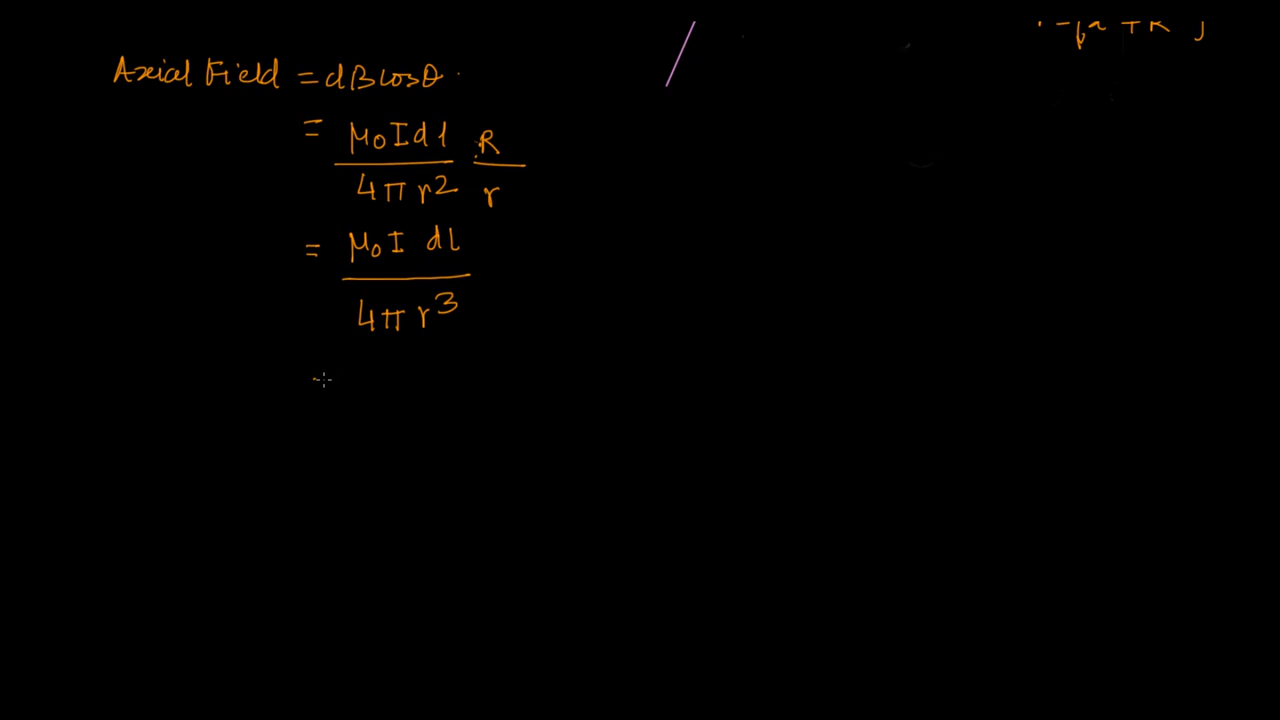 Axial Field = dBcosθ
= μ0Idl R
4πr2 r
= μ0I dl
4πr3